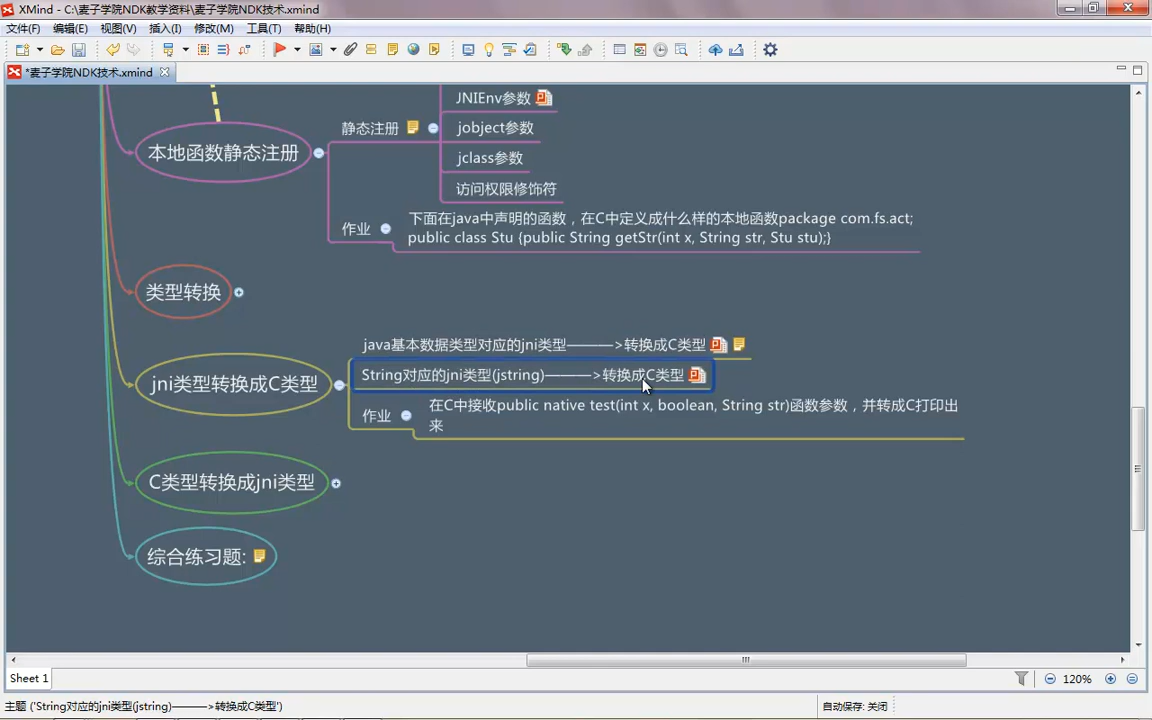 XMind - C:\麦子学院NDK教学资料\麦子学院NDK技术.xmind
文件(F) 编辑(E) 视图(V) 插入(I) 修改(M) 工具(T) 帮助(H)
*麦子学院NDK技术.xmind
JNIEnv参数
静态注册
jobject参数
本地函数静态注册
jclass参数
访问权限修饰符
作业
下面在java中声明的函数，在C中定义成什么样的本地函数package com.fs.act;
public class Stu {public String getStr(int x, String str, Stu stu);}
类型转换
java基本数据类型对应的jni类型————>转换成C类型
jni类型转换成C类型
String对应的jni类型(jstring)————>转换成C类型
作业
在C中接收public native test(int x, boolean, String str)函数参数，并转成C打印出
来
C类型转换成jni类型
综合练习题:
Sheet 1
120%
主题 ('String对应的jni类型(jstring)————>转换成C类型')
自动保存: 关闭